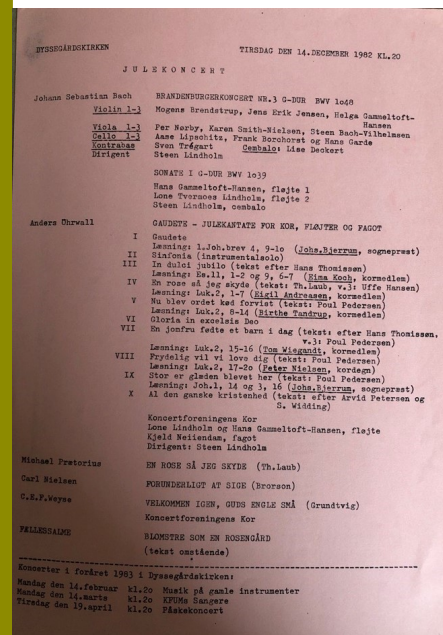 DYSSEGÅRDSKIRKEN TIRSDAG DEN 14.DECEMBER 1982 KL.20
JULEKONCERT
Johann Sebastian Bach BRANDENBURGERKONCERT NR.3 G-DUR BWV 1o48
Violin 1-3 Mogens Brendstrup, Jens Erik Jensen, Helga Gammeltoft-
Hansen
Viola 1-3 Per Nørby, Karen Smith-Nielsen, Steen Bach-Vilhelmsen
Cello 1-3 Aase Lipschitz, Frank Borchorst og Hans Garde
Kontrabas Sven Trégart Cembalo: Lise Deckert
Dirigent Steen Lindholm
SONATE I G-DUR BWV 1o39
Hans Gammeltoft-Hansen, fløjte 1
Lone Tvernoes Lindholm, fløjte 2
Steen Lindholm, cembalo
Anders Öhrwall GAUDETE - JULEKANTATE FOR KOR, FLØJTER OG FAGOT
I Gaudete
Læsning: 1.Joh.brev 4, 9-1o (Johs.Bjerrum, sognepræst)
II Sinfonia (instrumentalsolo)
III In dulci jubilo (tekst efter Hans Thomissøn)
Læsning: Es.11, 1-2 og 9, 6-7 (Eima Koch, kormedlem)
IV En rose så jeg skyde (tekst: Th.Laub, v.3: Uffe Hansen)
Læsning: Luk.2, 1-7 (Eigil Andreasen, kormedlem)
V Nu blev ordet kød forvist (tekst: Poul Pedersen)
Læsning: Luk.2, 8-14 (Birthe Tandrup, kormedlem)
VI Gloria in excelsis Deo
VII En jomfru fødte et barn i dag (tekst: efter Hans Thomissøn,
v.3: Poul Pedersen)
Læsning: Luk.2, 15-16 (Tom Wiegandt, kormedlem)
VIII Frydelig vil vi love dig (tekst: Poul Pedersen)
Læsning: Luk.2, 17-2o (Peter Nielsen, kordegn)
IX Stor er glæden blevet her (tekst: Poul Pedersen)
Læsning: Joh.1, 14 og 3, 16 (Johs.Bjerrum, sognepræst)
X Al den ganske kristenhed (tekst: efter Arvid Petersen og
S. Widding)
Koncertforeningens Kor
Lone Lindholm og Hans Gammeltoft-Hansen, fløjte
Kjeld Neiiendam, fagot
Dirigent: Steen Lindholm
Michael Prætorius EN ROSE SÅ JEG SKYDE (Th.Laub)
Carl Nielsen FORUNDERLIGT AT SIGE (Brorson)
C.E.F.Weyse VELKOMMEN IGEN, GUDS ENGLE SMÅ (Grundtvig)
Koncertforeningens Kor
FÆLLESSALME BLOMSTRE SOM EN ROSENGÅRD
(tekst omstående)
Koncerter i foråret 1983 i Dyssegårdskirken:
Mandag den 14.februar kl.2o Musik på gamle instrumenter
Mandag den 14.marts kl.2o KFUMs Sangere
Tirsdag den 19.april kl.2o Påskekoncert